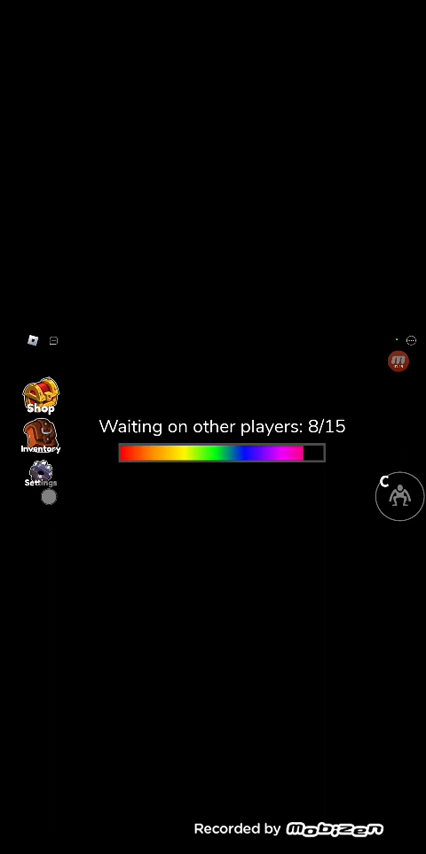 Shop
Waiting on other players: 8/15
Inventory
Settings
C
Recorded by mobizen